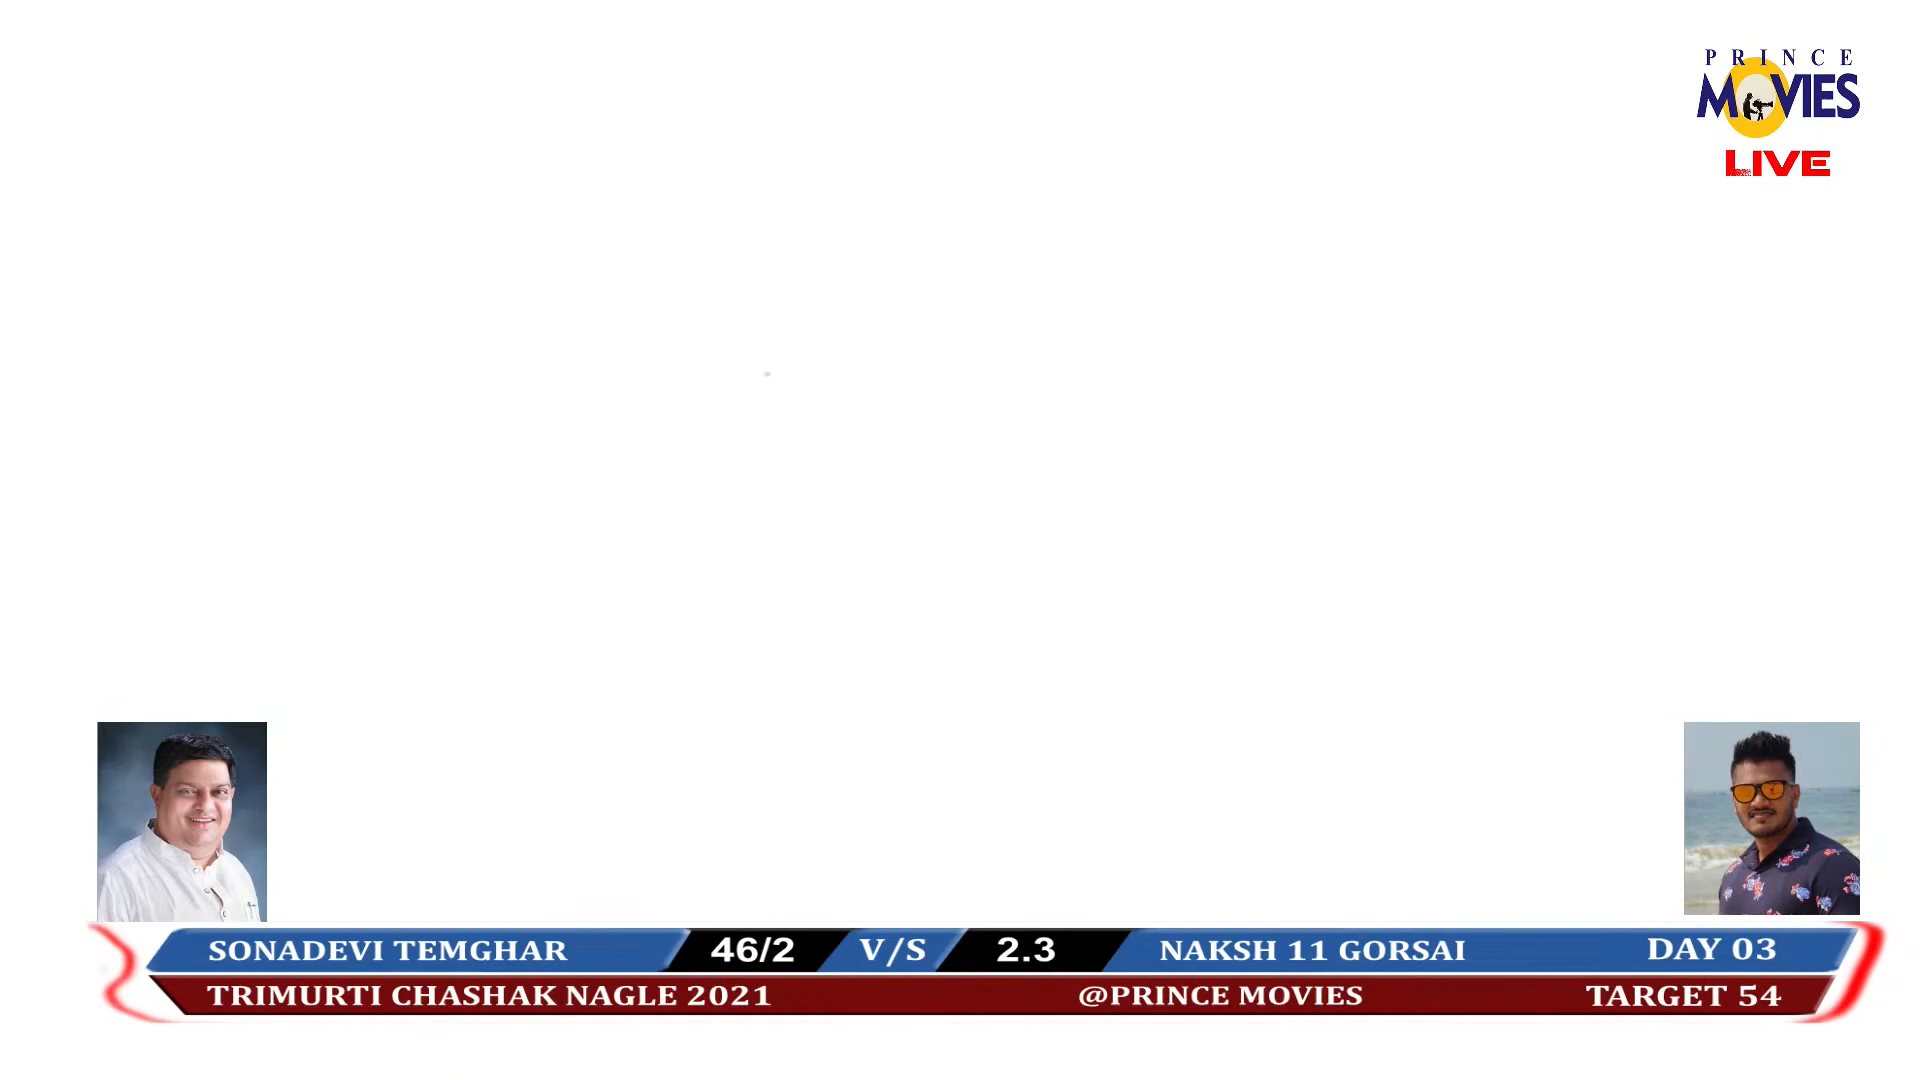 PRINCE
MOVIES
LIVE
SONADEVI TEMGHAR 46/2 V/S 2.3 NAKSH 11 GORSAI DAY 03
TRIMURTI CHASHAK NAGLE 2021 @PRINCE MOVIES TARGET 54